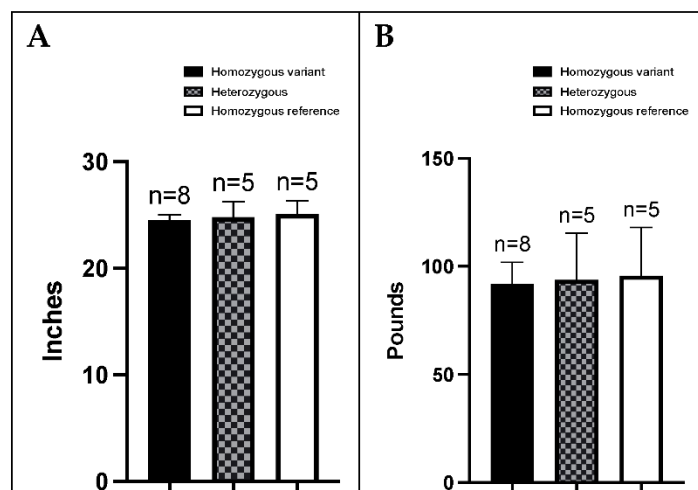 A
Homozygous variant
Heterozygous
Homozygous reference
30
20
10
0
Inches
n=8
n=5
n=5
B
Homozygous variant
Heterozygous
Homozygous reference
150
100
50
0
Pounds
n=8
n=5
n=5